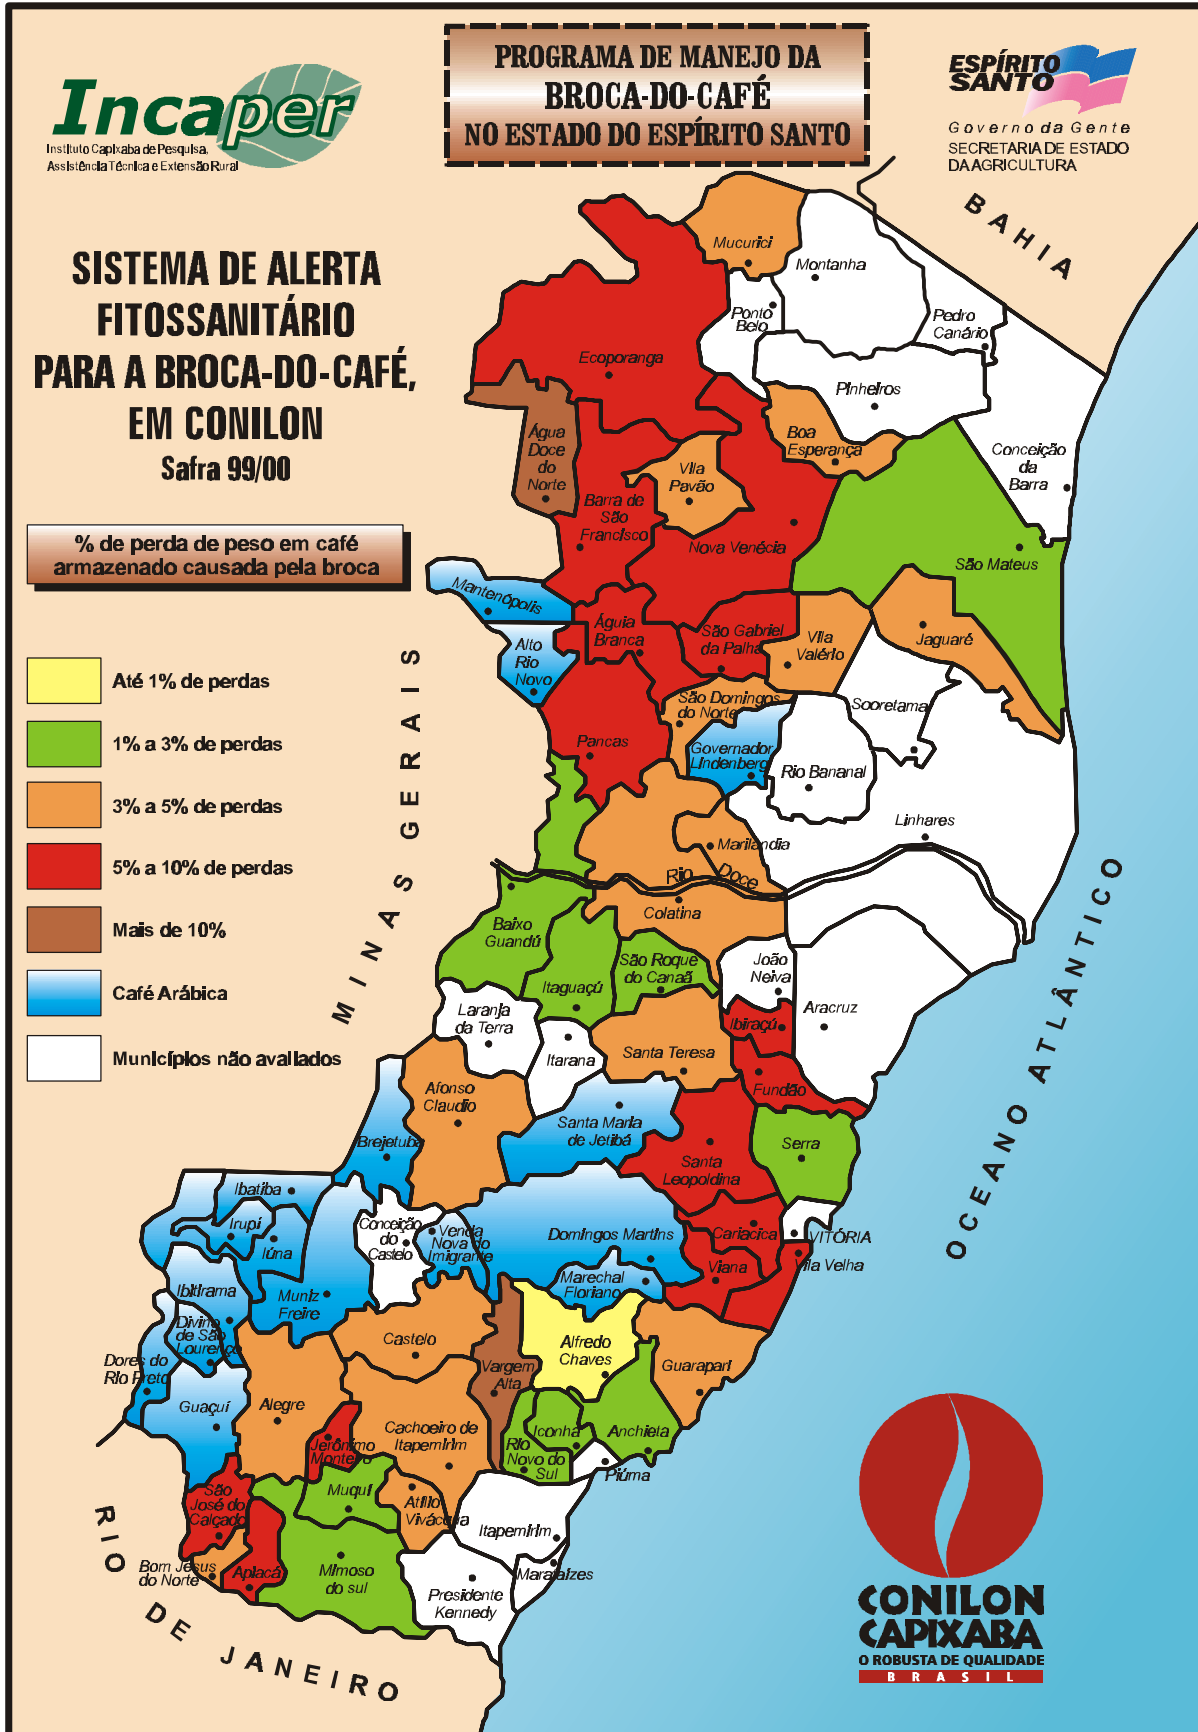 Incaper
Instituto Capixaba de Pesquisa,
Assistência Técnica e Extensão Rural
PROGRAMA DE MANEJO DA
BROCA-DO-CAFÉ
NO ESTADO DO ESPÍRITO SANTO
ESPÍRITO
SANTO
Governo da Gente
SECRETARIA DE ESTADO
DA AGRICULTURA
SISTEMA DE ALERTA
FITOSSANITÁRIO
PARA A BROCA-DO-CAFÉ,
EM CONILON
Safra 99/00
% de perda de peso em café
armazenado causada pela broca
Até 1% de perdas
1% a 3% de perdas
3% a 5% de perdas
5% a 10% de perdas
Mais de 10%
Café Arábica
Municípios não avaliados
BAHIA
MINAS GERAIS
OCEANO ATLÂNTICO
RIO DE JANEIRO
Mucurici
Montanha
Ponto
Belo
Pedro
Canário
Ecoporanga
Pinheiros
Água
Doce
do
Norte
Boa
Esperança
Vila
Pavão
Conceição
da
Barra
Barra de
São
Francisco
Nova Venécia
São Mateus
Mantenópolis
Águia
Branca
São Gabriel
da Palha
Vila
Valério
Jaguaré
Alto
Rio
Novo
São Domingos
do Norte
Sooretama
Pancas
Governador
Lindenberg
Rio Bananal
Linhares
Marilândia
Rio Doce
Colatina
Baixo
Guandú
São Roque
do Canaã
João
Neiva
Itaguaçú
Laranja
da Terra
Aracruz
Ibiraçú
Itarana
Santa Teresa
Fundão
Afonso
Claudio
Santa Maria
de Jetibá
Brejetuba
Serra
Santa
Leopoldina
Ibatiba
Irupí
Iúna
Conceição
do
Castelo
Venda
Nova do
Imigrante
Domingos Martins
Cariacica
VITÓRIA
Viana
Vila Velha
Ibitirama
Muniz
Freire
Marechal
Floriano
Divino
de São
Lourenço
Castelo
Alfredo
Chaves
Dores do
Rio Preto
Vargem
Alta
Guarapari
Guaçuí
Alegre
Cachoeiro de
Itapemirim
Iconha
Anchieta
Jerônimo
Monteiro
Rio
Novo do
Sul
Piúma
São
José do
Calçado
Muqui
Atílio
Vivácqua
Itapemirim
Bom Jesus
do Norte
Apiacá
Mimoso
do sul
Marataízes
Presidente
Kennedy
CONILON
CAPIXABA
O ROBUSTA DE QUALIDADE
BRASIL